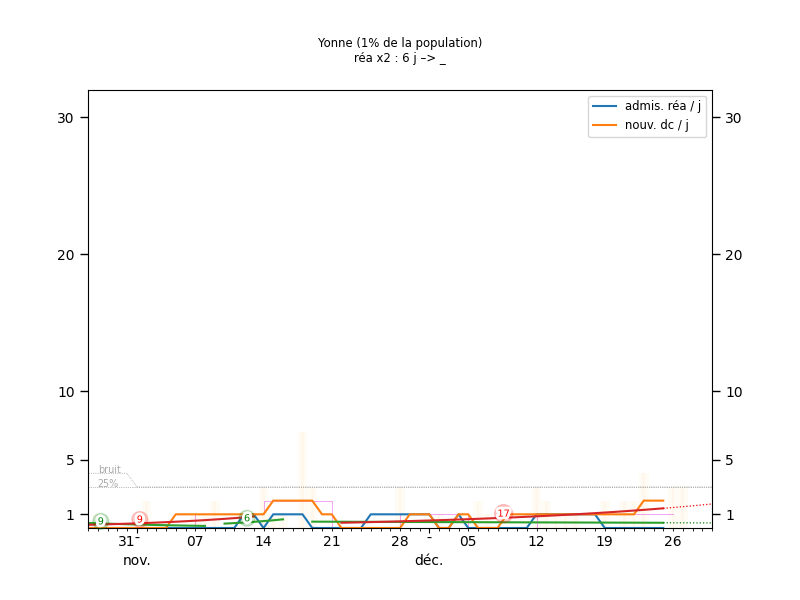 Yonne (1% de la population)
réa x2 : 6 j –> _
admis. réa / j
nouv. dc / j
30 30
20 20
10 10
5 5
1 1
bruit
25%
9 9 6 17
31 07 14 21 28 05 12 19 26
nov. déc.